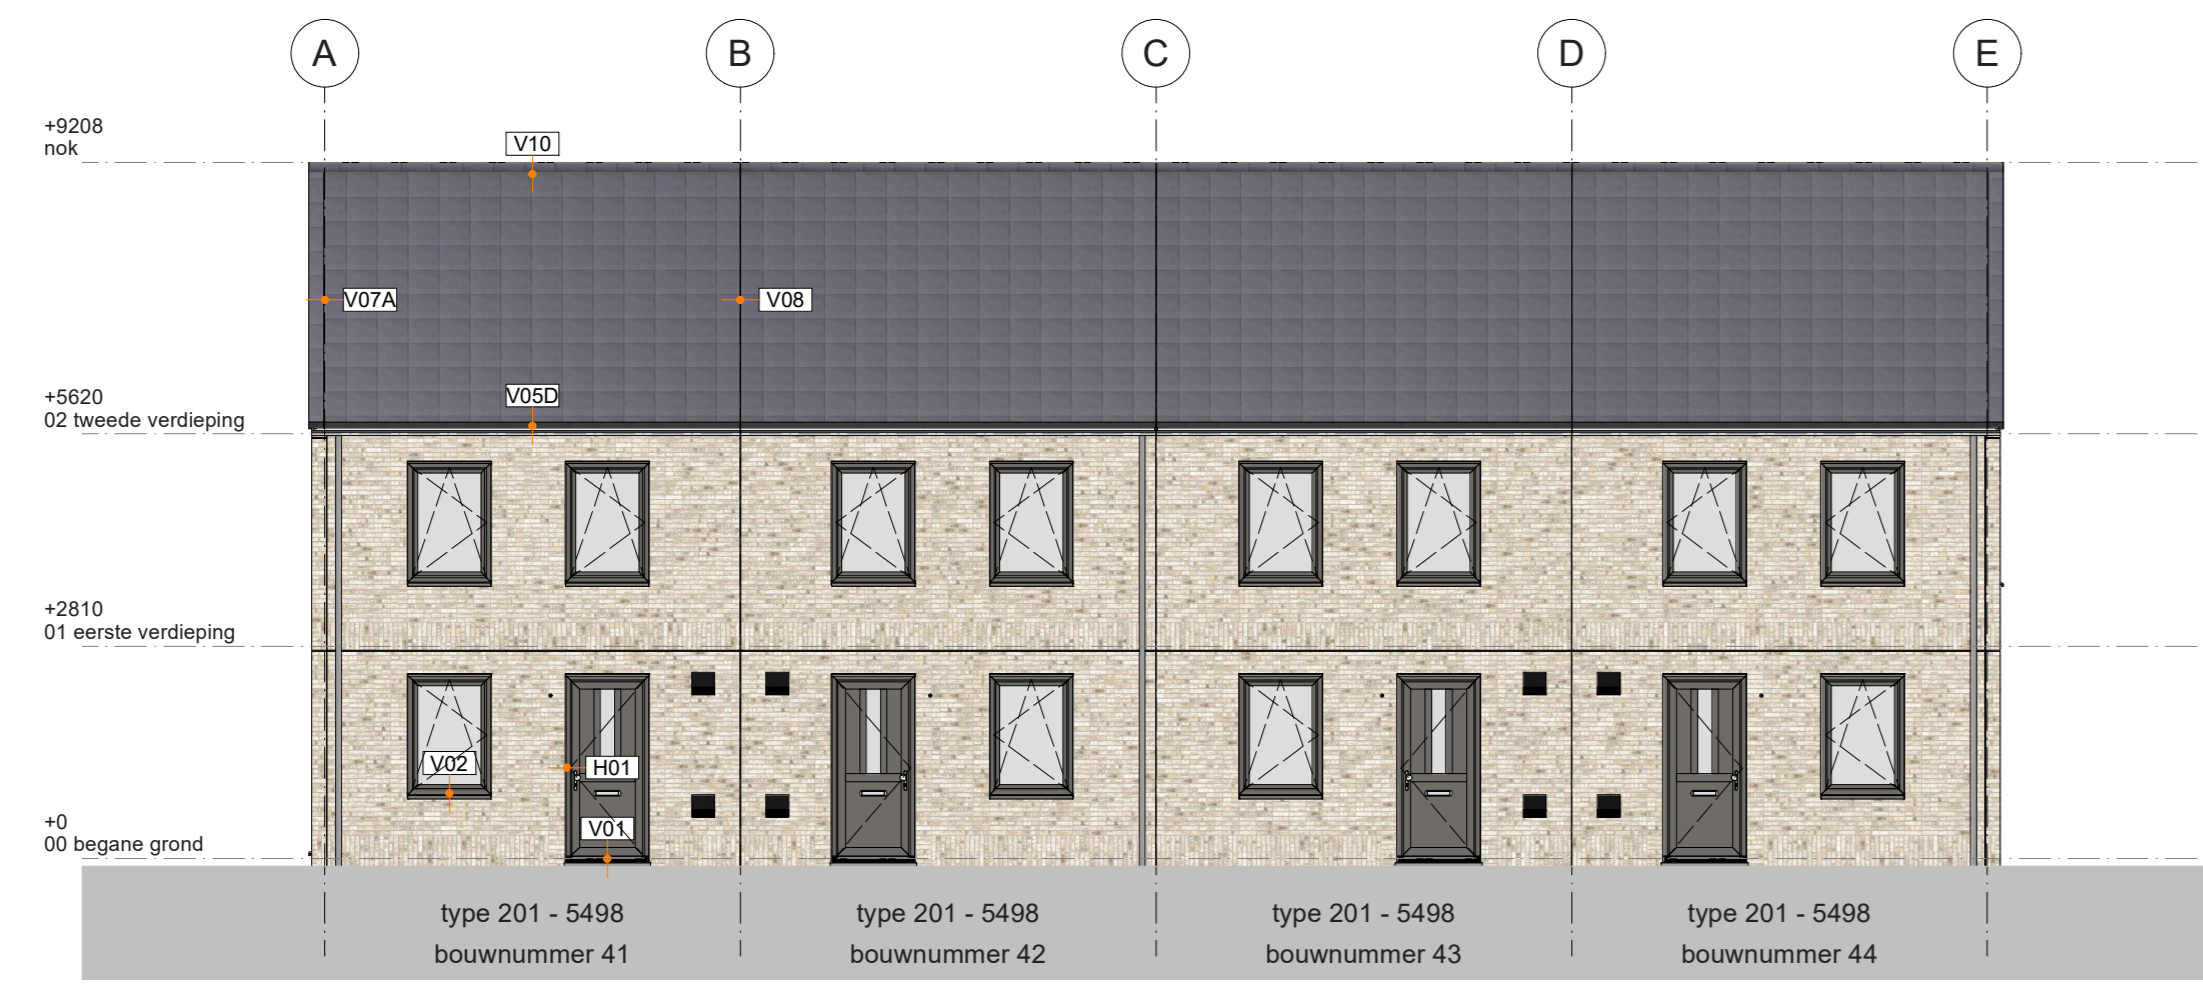 A B C D E
+9208
nok
V10
V07A
V08
+5620
02 tweede verdieping
V05D
+2810
01 eerste verdieping
V02
H01
V01
+0
00 begane grond
type 201 - 5498
bouwnummer 41
type 201 - 5498
bouwnummer 42
type 201 - 5498
bouwnummer 43
type 201 - 5498
bouwnummer 44